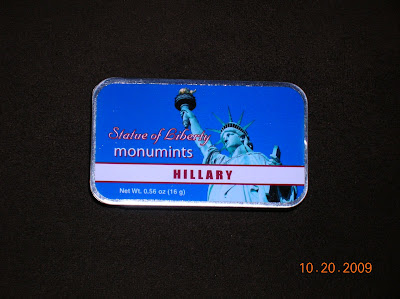 Statue of Liberty
monumints
HILLARY
Net Wt. 0.56 oz (16 g)
10.20.2009